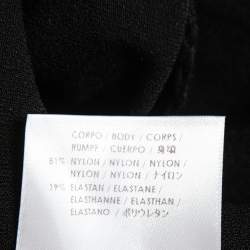 CORPO / BODY / CORPS /
RUMPF / CUERPO / 身頃
81% NYLON / NYLON / NYLON /
NYLON / NYLON / ナイロン
19% ELASTAN / ELASTANE /
ELASTHANNE / ELASTHAN /
ELASTANO / ポリウレタン